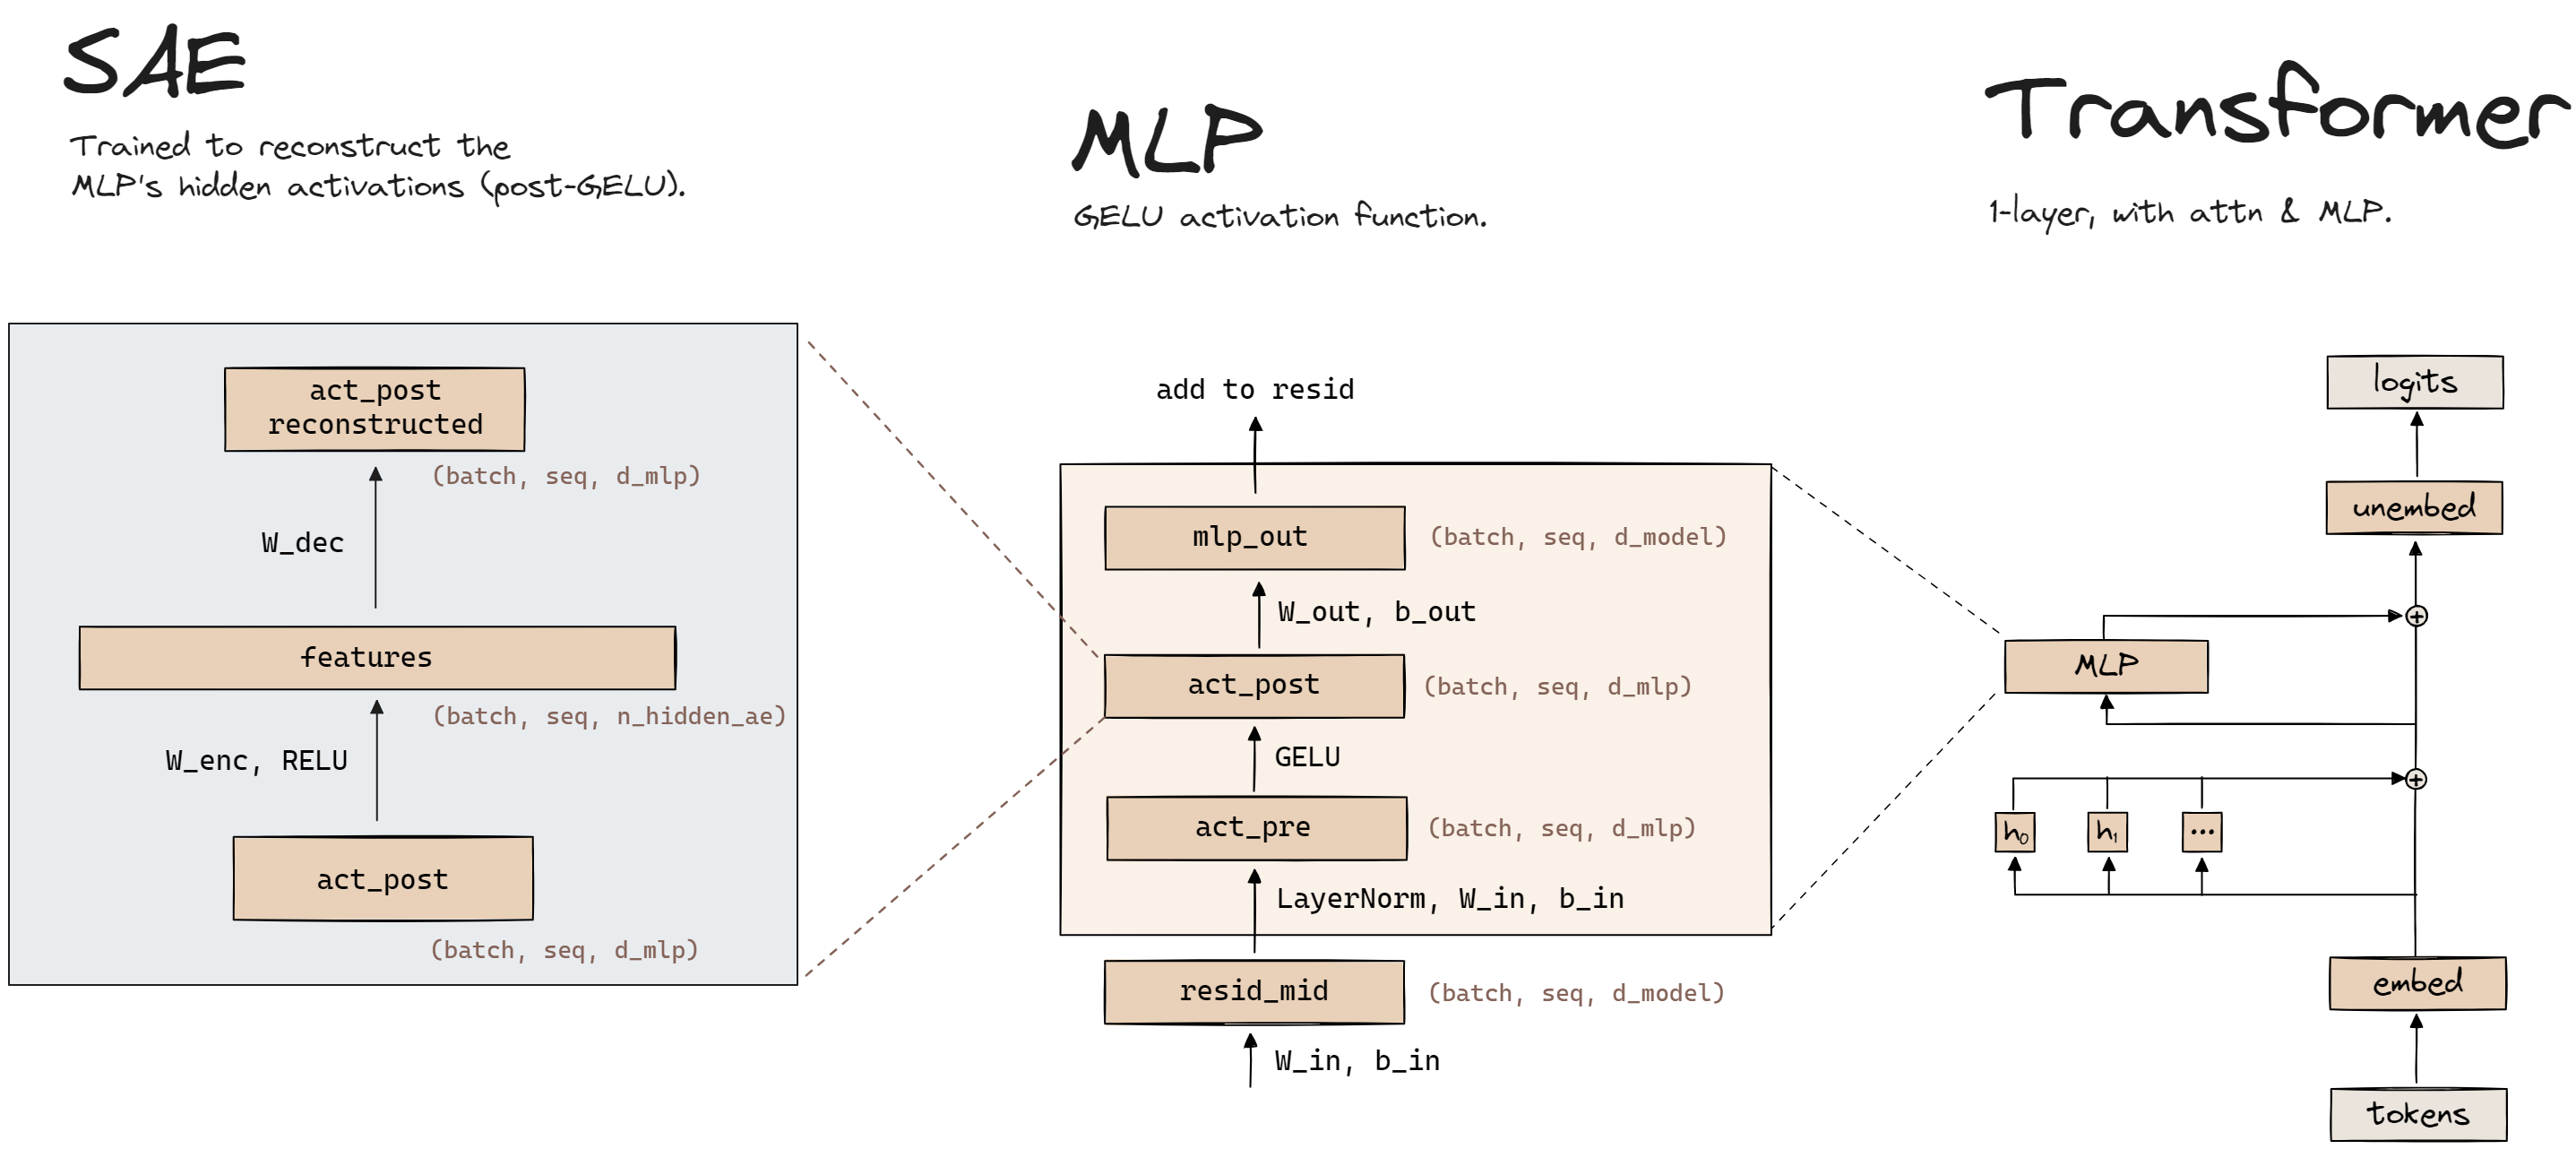 SAE
Trained to reconstruct the
MLP's hidden activations (post-GELU).
act_post
reconstructed
(batch, seq, d_mlp)
W_dec
features
(batch, seq, n_hidden_ae)
W_enc, RELU
act_post
(batch, seq, d_mlp)
MLP
GELU activation function.
add to resid
mlp_out
(batch, seq, d_model)
W_out, b_out
act_post
(batch, seq, d_mlp)
GELU
act_pre
(batch, seq, d_mlp)
LayerNorm, W_in, b_in
resid_mid
(batch, seq, d_model)
W_in, b_in
Transformer
1-layer, with attn & MLP.
logits
unembed
MLP
h₀
h₁
...
embed
tokens